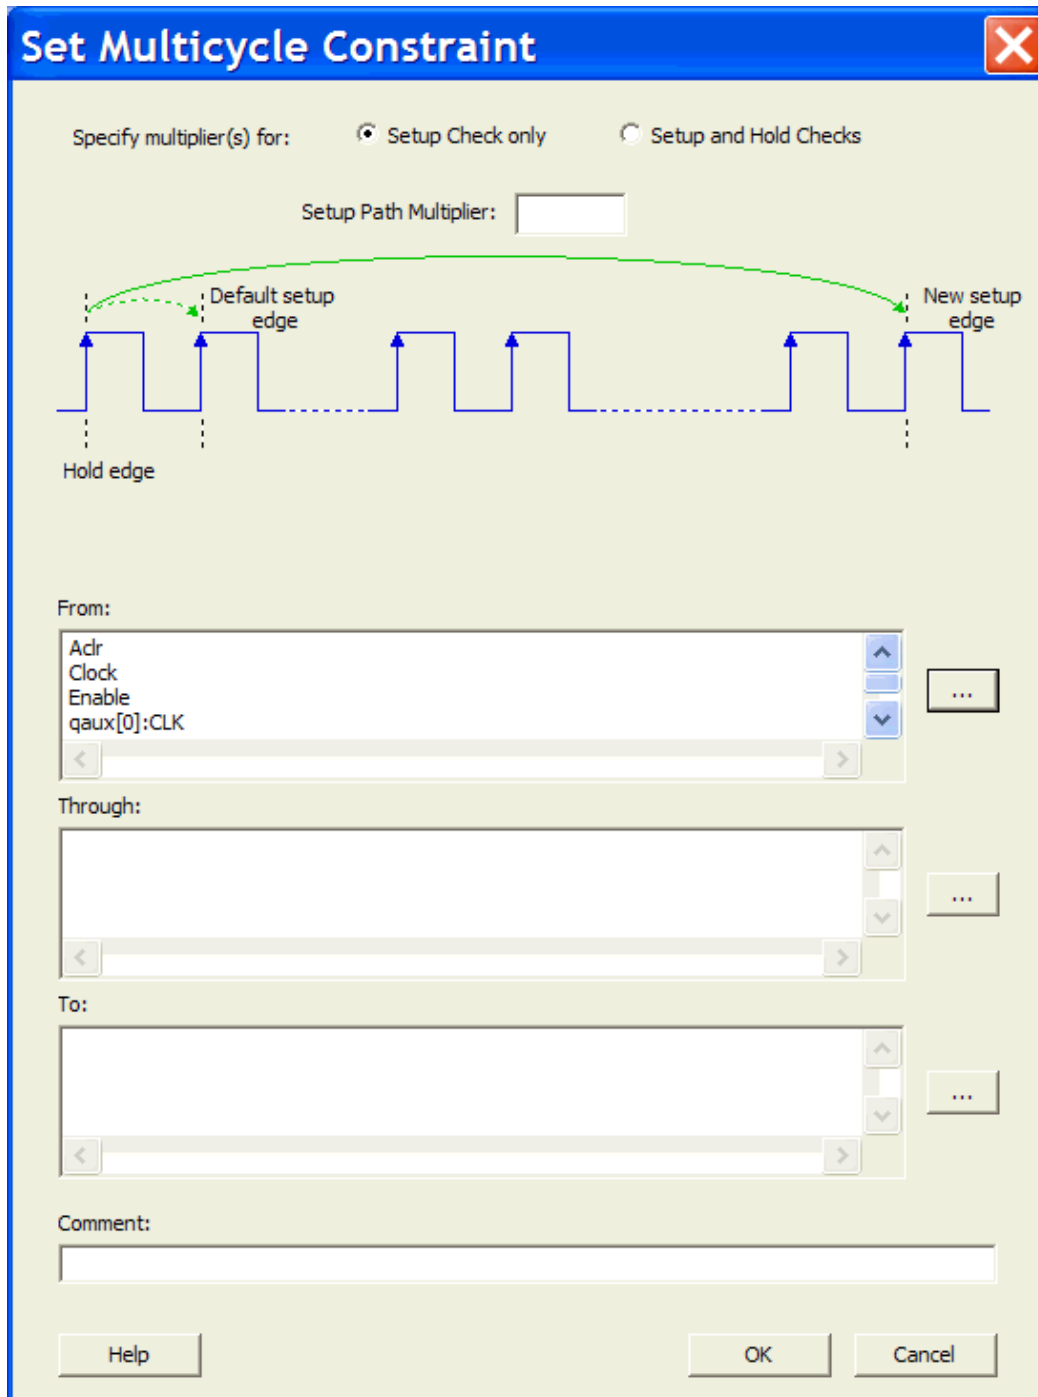 Set Multicycle Constraint
Specify multiplier(s) for: Setup Check only Setup and Hold Checks
Setup Path Multiplier:
Default setup
edge
New setup
edge
Hold edge
From:
Aclr
Clock
Enable
qaux[0]:CLK
...
Through:
...
To:
...
Comment:
Help OK Cancel